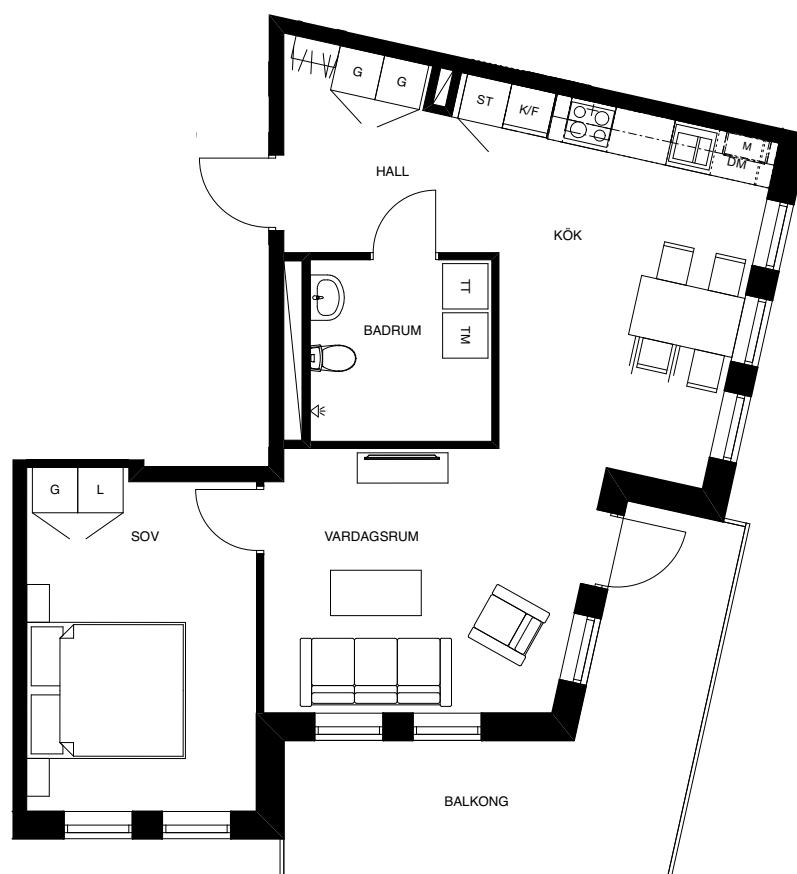 G
G
ST
K/F
M
DM
HALL
KÖK
TT
TM
BADRUM
G
L
SOV
VARDAGSRUM
BALKONG